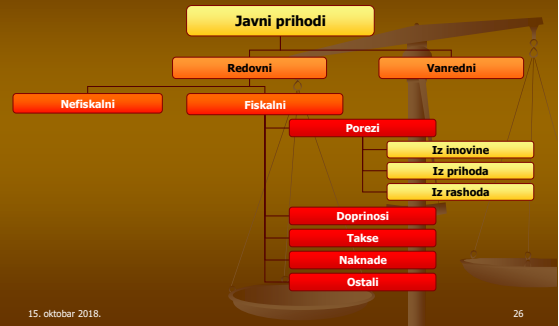 Javni prihodi
Redovni
Vanredni
Nefiskalni
Fiskalni
Porezi
Iz imovine
Iz prihoda
Iz rashoda
Doprinosi
Takse
Naknade
Ostali
15. oktobar 2018.
26